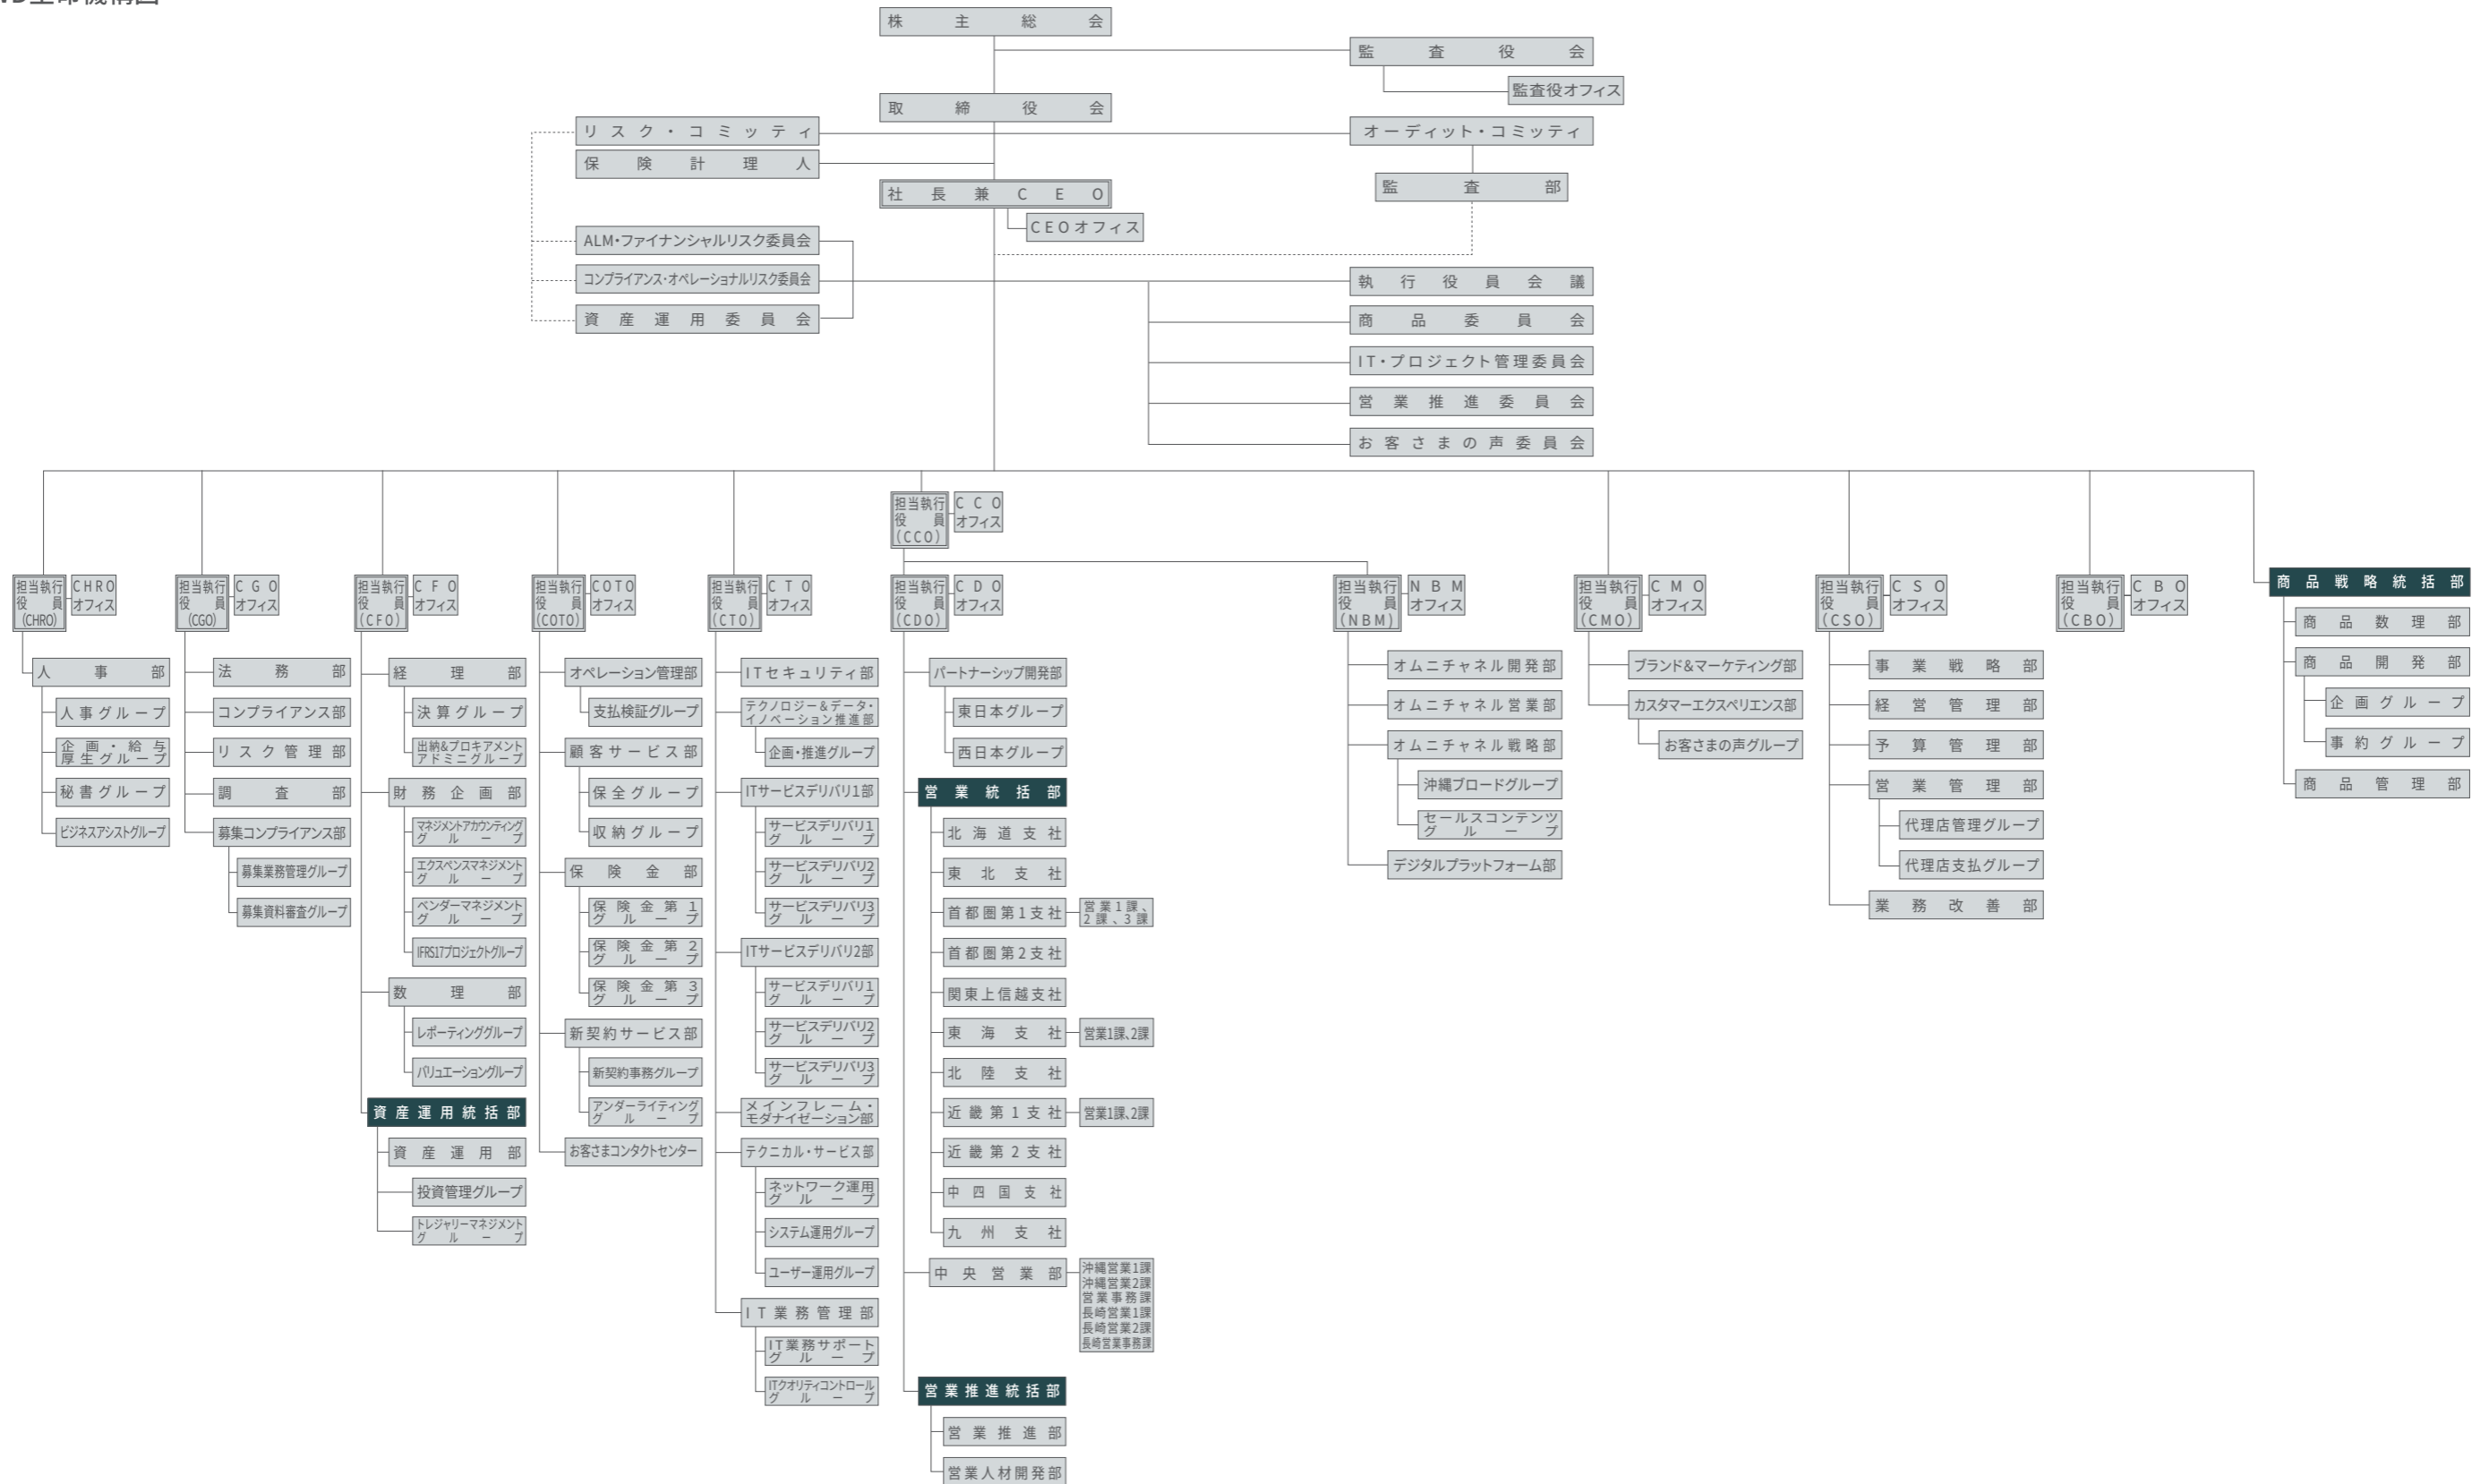 生命機構図
株主総会
監査役会
監査役オフィス
取締役会
リスク・コミッティ
オーディット・コミッティ
保険計理人
監査部
社長兼CEO
CEOオフィス
ALM・ファイナンシャルリスク委員会
コンプライアンス・オペレーショナルリスク委員会
資産運用委員会
執行役員会議
商品委員会
IT・プロジェクト管理委員会
営業推進委員会
お客さまの声委員会
担当執行
役員
(CCO)
CCO
オフィス
担当執行
役員
(CHRO)
CHRO
オフィス
人事部
人事グループ
企画・給与
厚生グループ
秘書グループ
ビジネスアシストグループ
担当執行
役員
(CGO)
CGO
オフィス
法務部
コンプライアンス部
リスク管理部
調査部
募集コンプライアンス部
募集業務管理グループ
募集資料審査グループ
担当執行
役員
(CFO)
CFO
オフィス
経理部
決算グループ
出納&プロキアメント
アドミニグループ
財務企画部
マネジメントアカウンティング
グループ
エクスペンスマネジメント
グループ
ベンダーマネジメント
グループ
IFRS17プロジェクトグループ
数理部
レポーティンググループ
バリュエーショングループ
資産運用統括部
資産運用部
投資管理グループ
トレジャリーマネジメント
グループ
担当執行
役員
(COTO)
COTO
オフィス
オペレーション管理部
支払検証グループ
顧客サービス部
保全グループ
収納グループ
保険金部
保険金第1
グループ
保険金第2
グループ
保険金第3
グループ
新契約サービス部
新契約事務グループ
アンダーライティング
グループ
お客さまコンタクトセンター
担当執行
役員
(CTO)
CTO
オフィス
ITセキュリティ部
テクノロジー&データ・
イノベーション推進部
企画・推進グループ
ITサービスデリバリ1部
サービスデリバリ1
グループ
サービスデリバリ2
グループ
サービスデリバリ3
グループ
ITサービスデリバリ2部
サービスデリバリ1
グループ
サービスデリバリ2
グループ
サービスデリバリ3
グループ
メインフレーム・
モダナイゼーション部
テクニカル・サービス部
ネットワーク運用
グループ
システム運用グループ
ユーザー運用グループ
IT業務管理部
IT業務サポート
グループ
ITクオリティコントロール
グループ
担当執行
役員
(CDO)
CDO
オフィス
パートナーシップ開発部
東日本グループ
西日本グループ
営業統括部
北海道支社
東北支社
首都圏第1支社
営業1課、
2課、3課
首都圏第2支社
関東上信越支社
東海支社
営業1課、2課
北陸支社
近畿第1支社
営業1課、2課
近畿第2支社
中四国支社
九州支社
中央営業部
沖縄営業1課
沖縄営業2課
営業事務課
長崎営業1課
長崎営業2課
長崎営業事務課
営業推進統括部
営業推進部
営業人材開発部
担当執行
役員
(NBM)
NBM
オフィス
オムニチャネル開発部
オムニチャネル営業部
オムニチャネル戦略部
沖縄ブロードグループ
セールスコンテンツ
グループ
デジタルプラットフォーム部
担当執行
役員
(CMO)
CMO
オフィス
ブランド&マーケティング部
カスタマーエクスペリエンス部
お客さまの声グループ
担当執行
役員
(CSO)
CSO
オフィス
事業戦略部
経営管理部
予算管理部
営業管理部
代理店管理グループ
代理店支払グループ
業務改善部
担当執行
役員
(CBO)
CBO
オフィス
商品戦略統括部
商品数理部
商品開発部
企画グループ
事約グループ
商品管理部